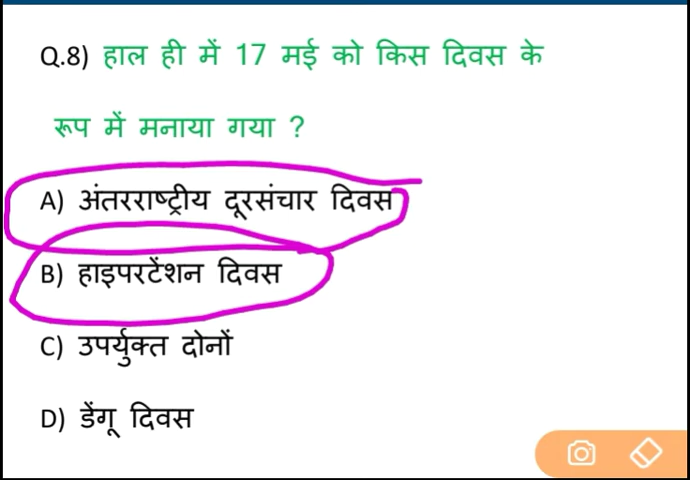 Q.8) हाल ही में 17 मई को किस दिवस के
रूप में मनाया गया ?
A) अंतरराष्ट्रीय दूरसंचार दिवस
B) हाइपरटेंशन दिवस
C) उपर्युक्त दोनों
D) डेंगू दिवस